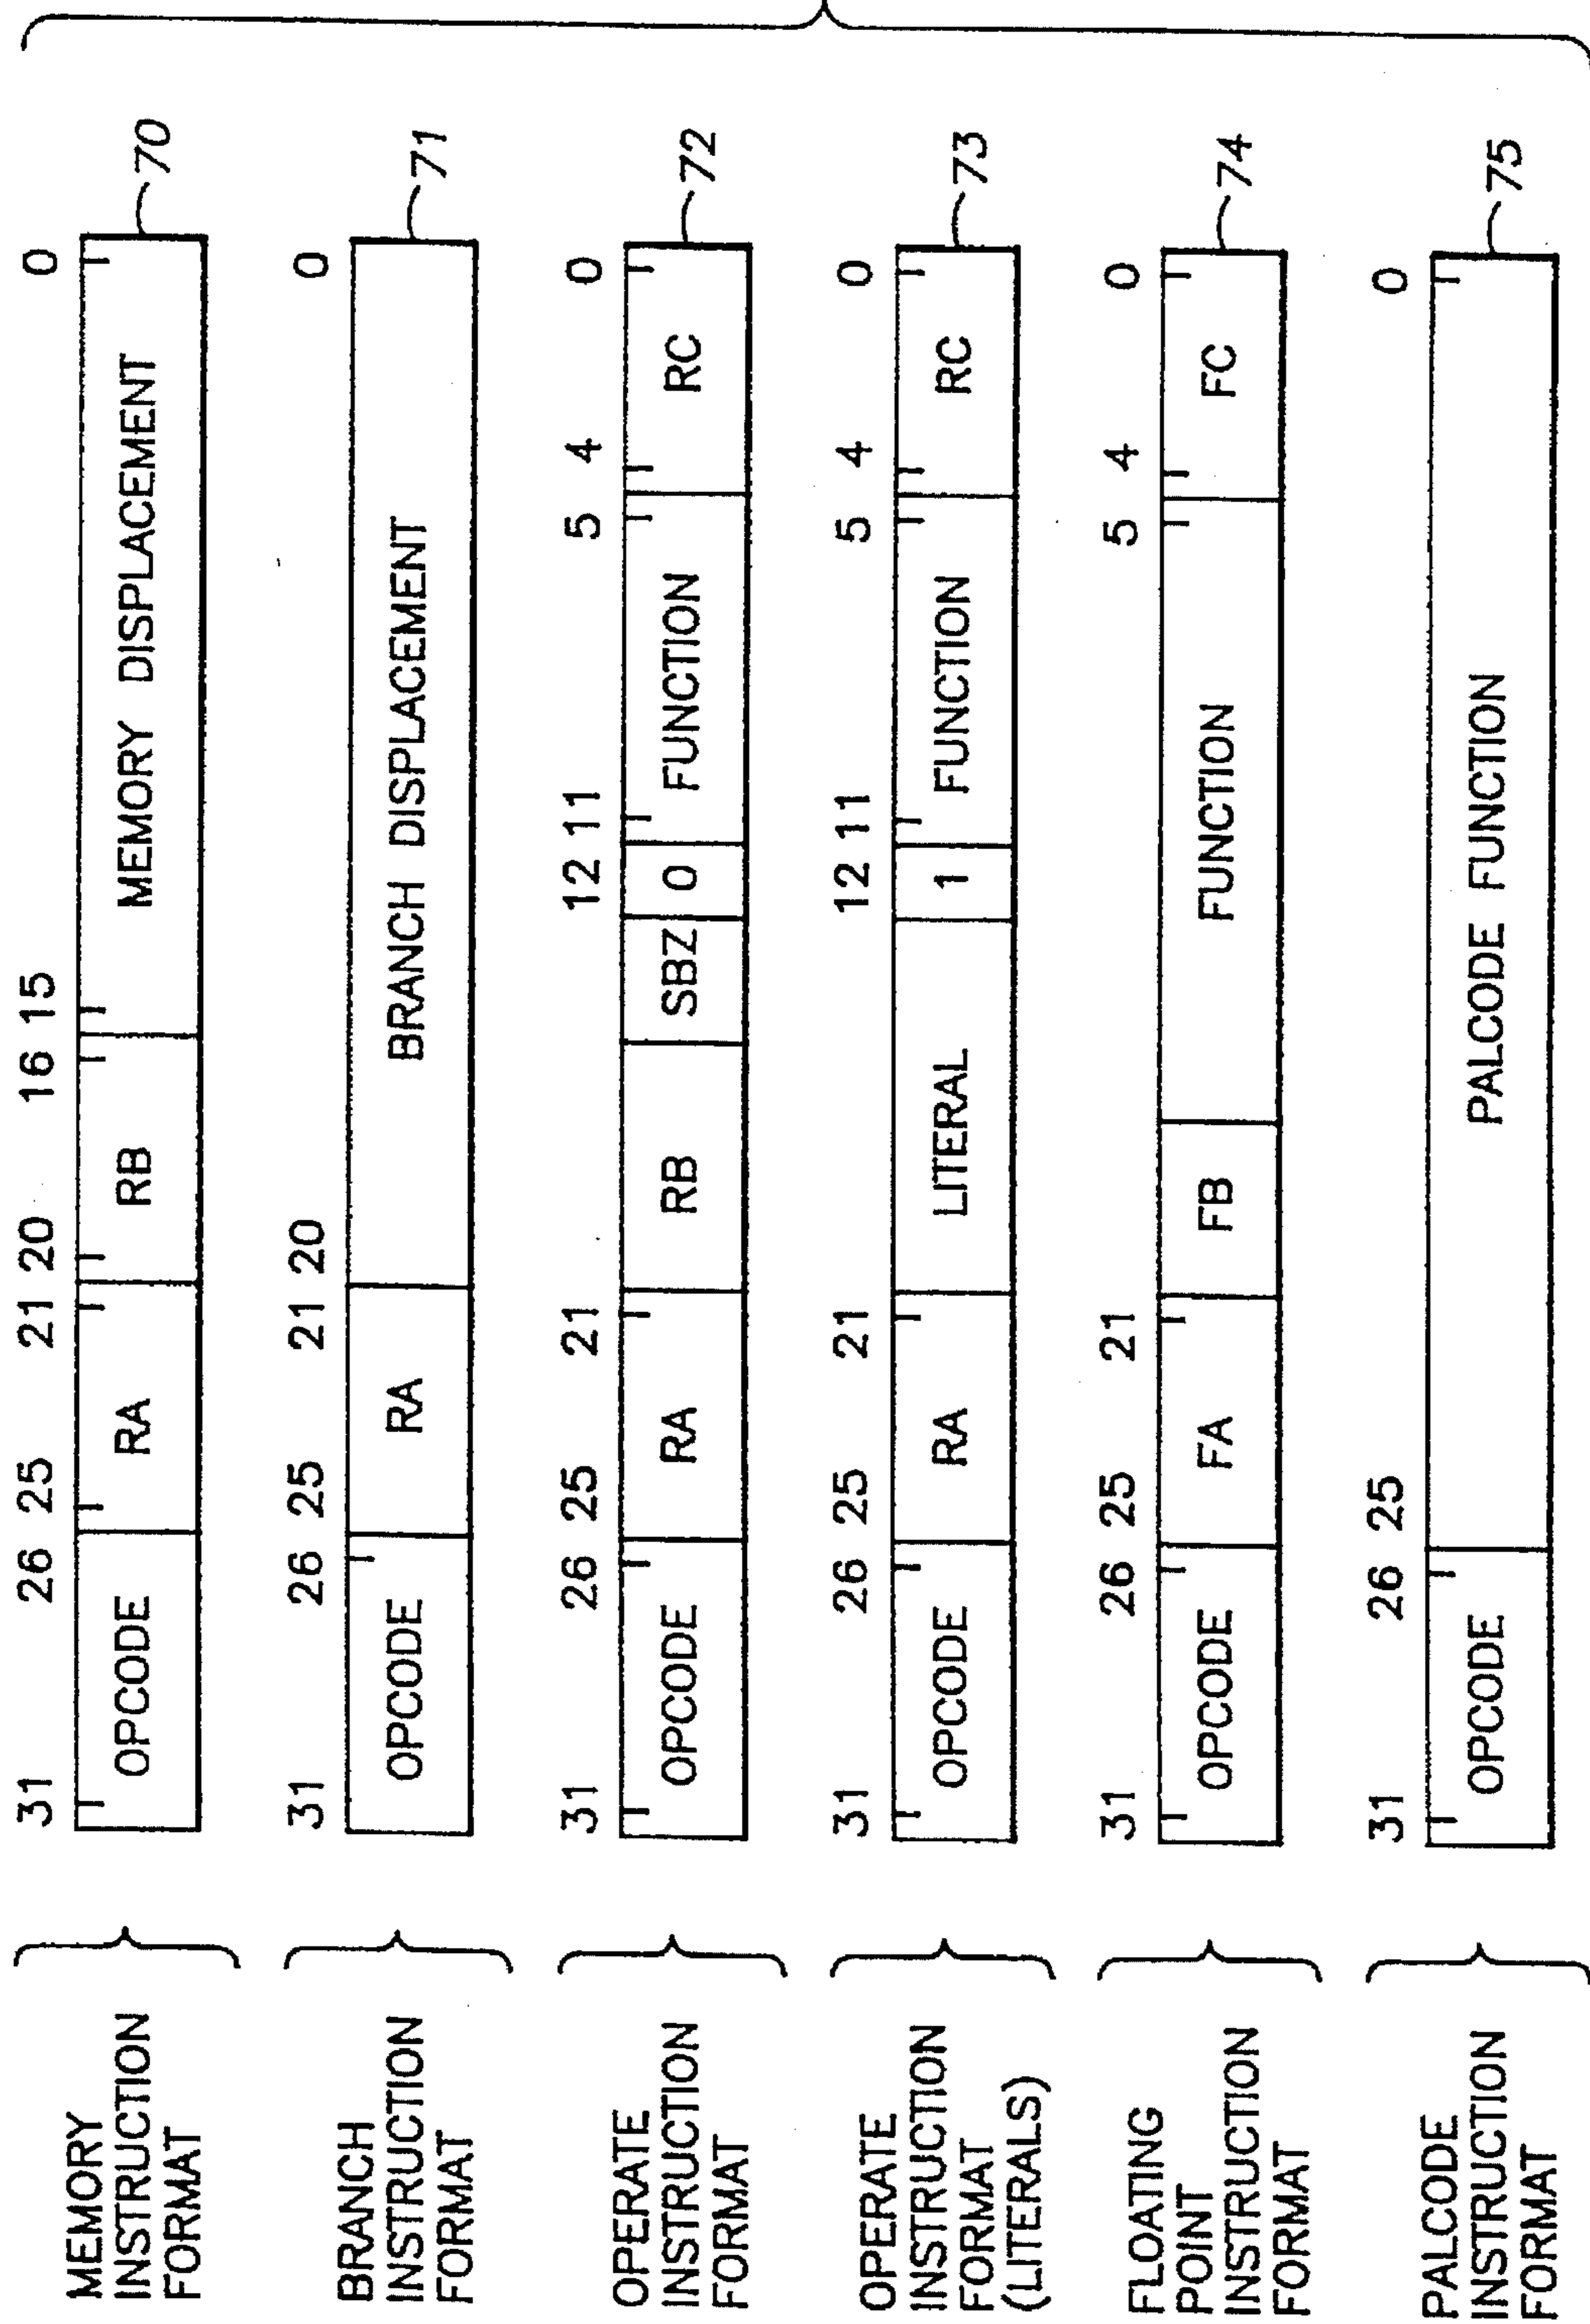 MEMORY
INSTRUCTION
FORMAT
31 26 25 21 20 16 15 0
OPCODE RA RB MEMORY DISPLACEMENT
70
BRANCH
INSTRUCTION
FORMAT
31 26 25 21 20 0
OPCODE RA BRANCH DISPLACEMENT
71
OPERATE
INSTRUCTION
FORMAT
31 26 25 21 12 11 5 4 0
OPCODE RA RB SBZ 0 FUNCTION RC
72
OPERATE
INSTRUCTION
FORMAT
(LITERALS)
31 26 25 21 12 11 5 4 0
OPCODE RA LITERAL 1 FUNCTION RC
73
FLOATING
POINT
INSTRUCTION
FORMAT
31 26 25 21 5 4 0
OPCODE FA FB FUNCTION FC
74
PALCODE
INSTRUCTION
FORMAT
31 26 25 0
OPCODE PALCODE FUNCTION
75